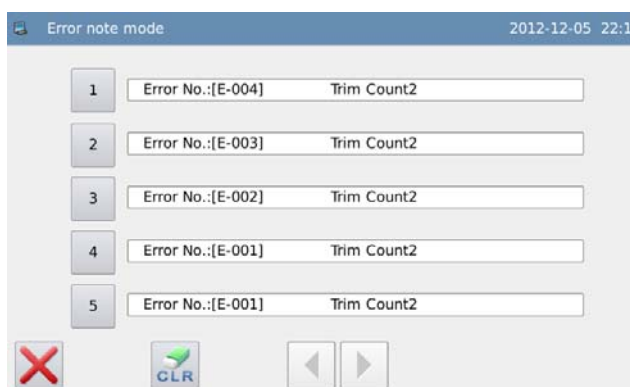 Error note mode 2012-12-05 22:1
1 Error No.:[E-004] Trim Count2
2 Error No.:[E-003] Trim Count2
3 Error No.:[E-002] Trim Count2
4 Error No.:[E-001] Trim Count2
5 Error No.:[E-001] Trim Count2
CLR